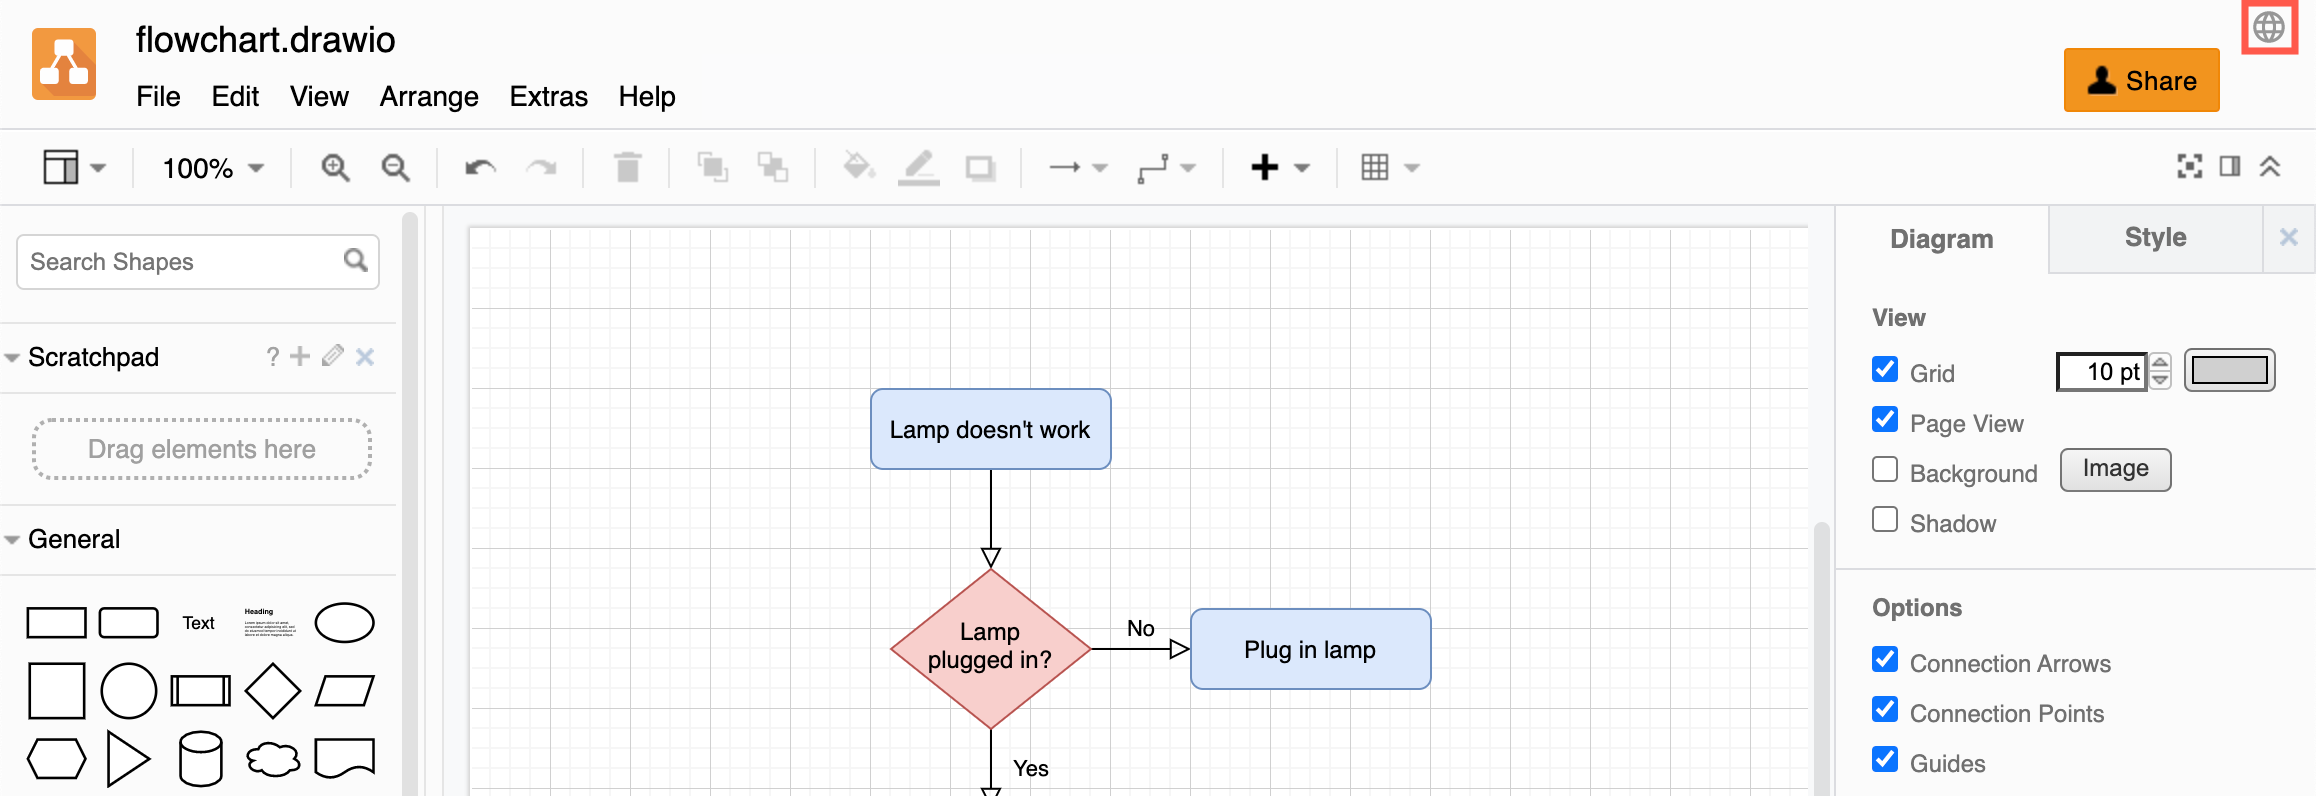 flowchart.drawio
File Edit View Arrange Extras Help
Share
100%
Search Shapes
Scratchpad
?
Drag elements here
General
Text
Heading
Lamp doesn't work
Lamp
plugged in?
No
Plug in lamp
Yes
Diagram
Style
View
Grid
10 pt
Page View
Background
Image
Shadow
Options
Connection Arrows
Connection Points
Guides